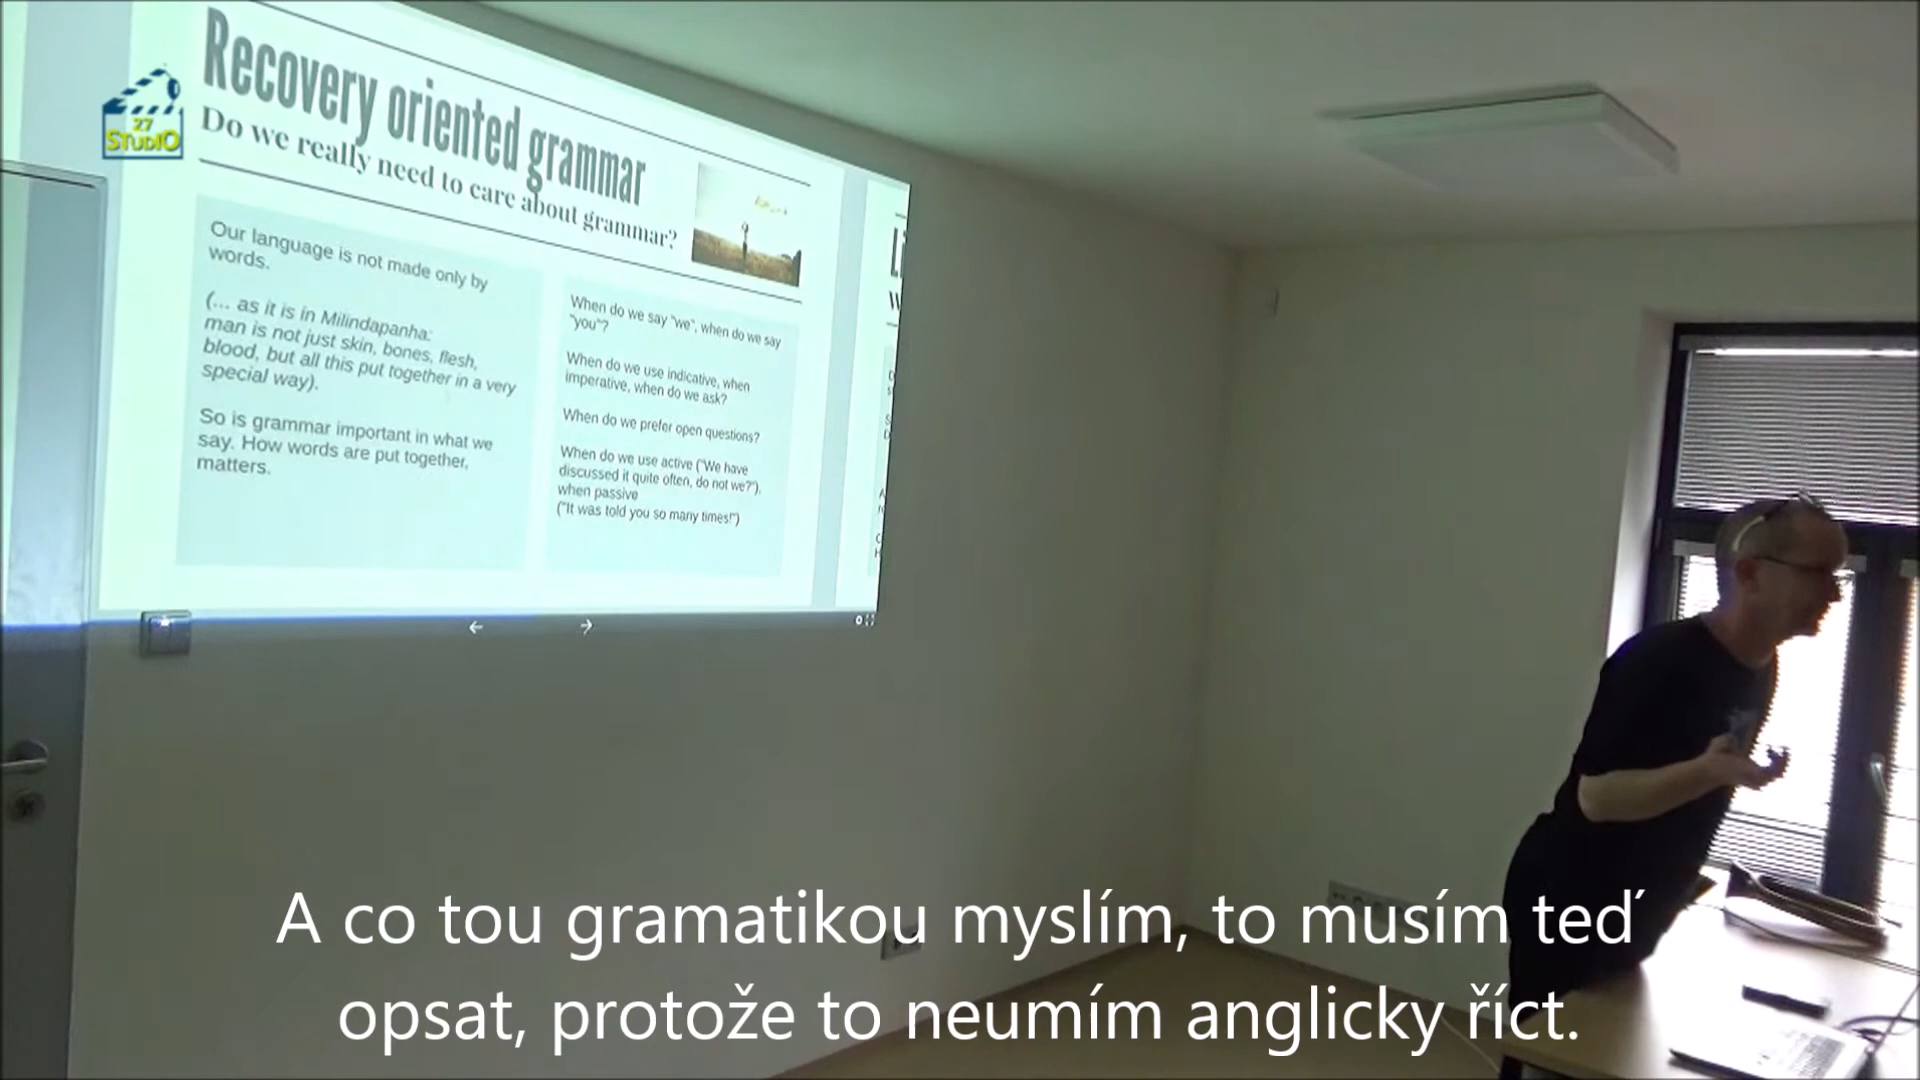 27
STUDIO
Recovery oriented grammar
Do we really need to care about grammar?
Our language is not made only by
words.
(... as it is in Milindapanha:
man is not just skin, bones, flesh,
blood, but all this put together in a very
special way).
So is grammar important in what we
say. How words are put together,
matters.
When do we say "we", when do we say
"you"?
When do we use indicative, when
imperative, when do we ask?
When do we prefer open questions?
When do we use active ("We have
discussed it quite often, do not we?"),
when passive
("It was told you so many times!")
A co tou gramatikou myslím, to musím teď
opsat, protože to neumím anglicky říct.